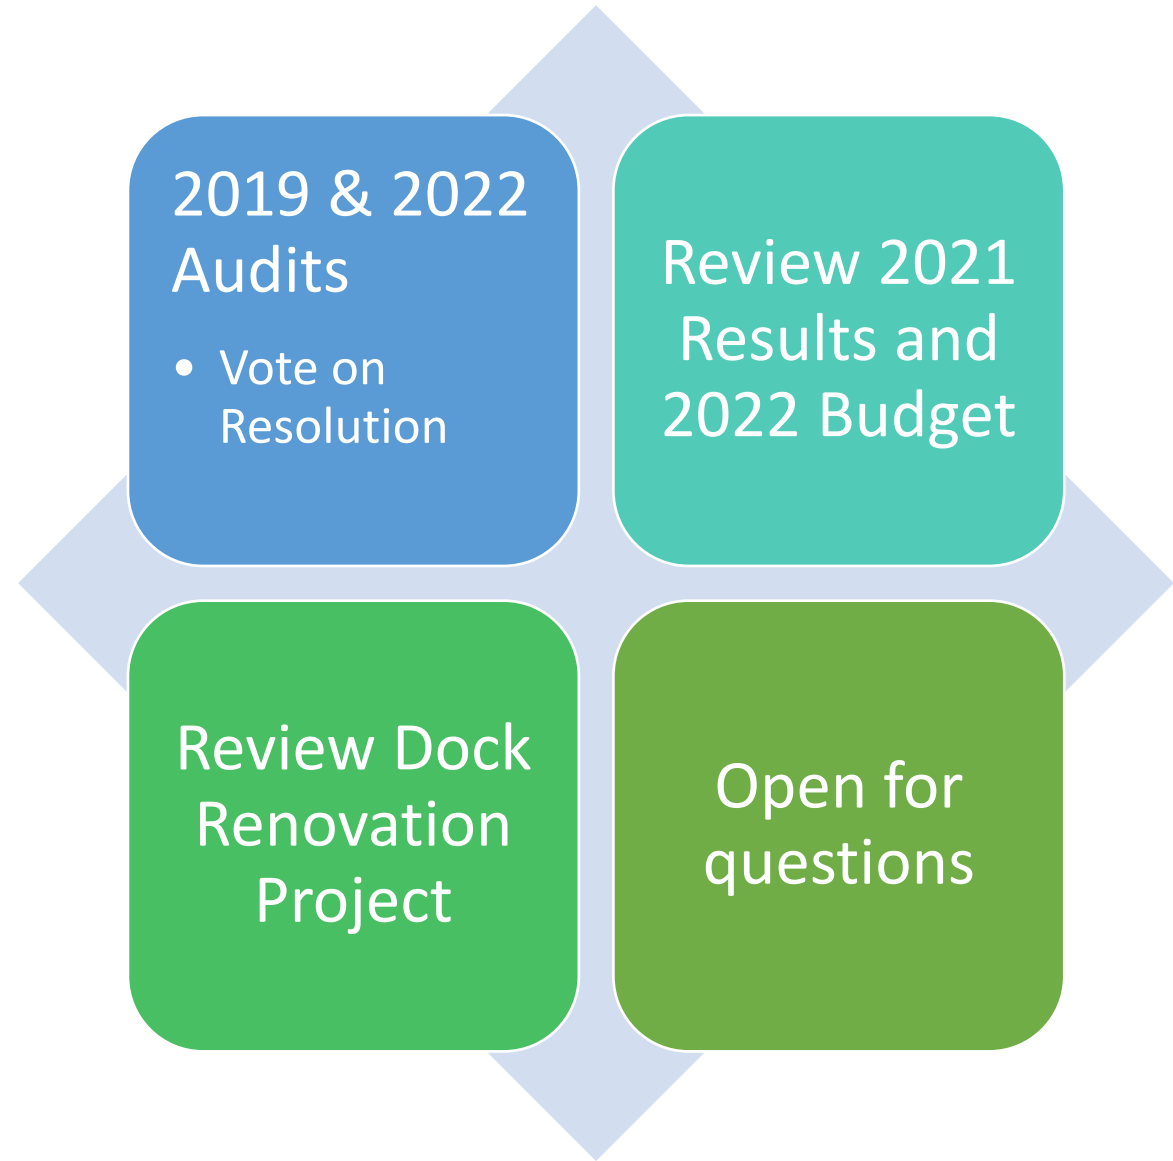 2019 & 2022
Audits
• Vote on
Resolution
Review 2021
Results and
2022 Budget
Review Dock
Renovation
Project
Open for
questions